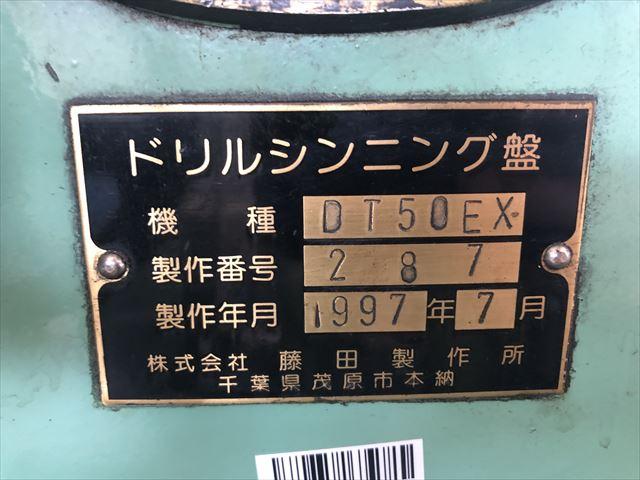 ドリルシンニング盤
機種 DT50EX
製作番号 287
製作年月 1997年7月
株式会社 藤田製作所
千葉県茂原市本納